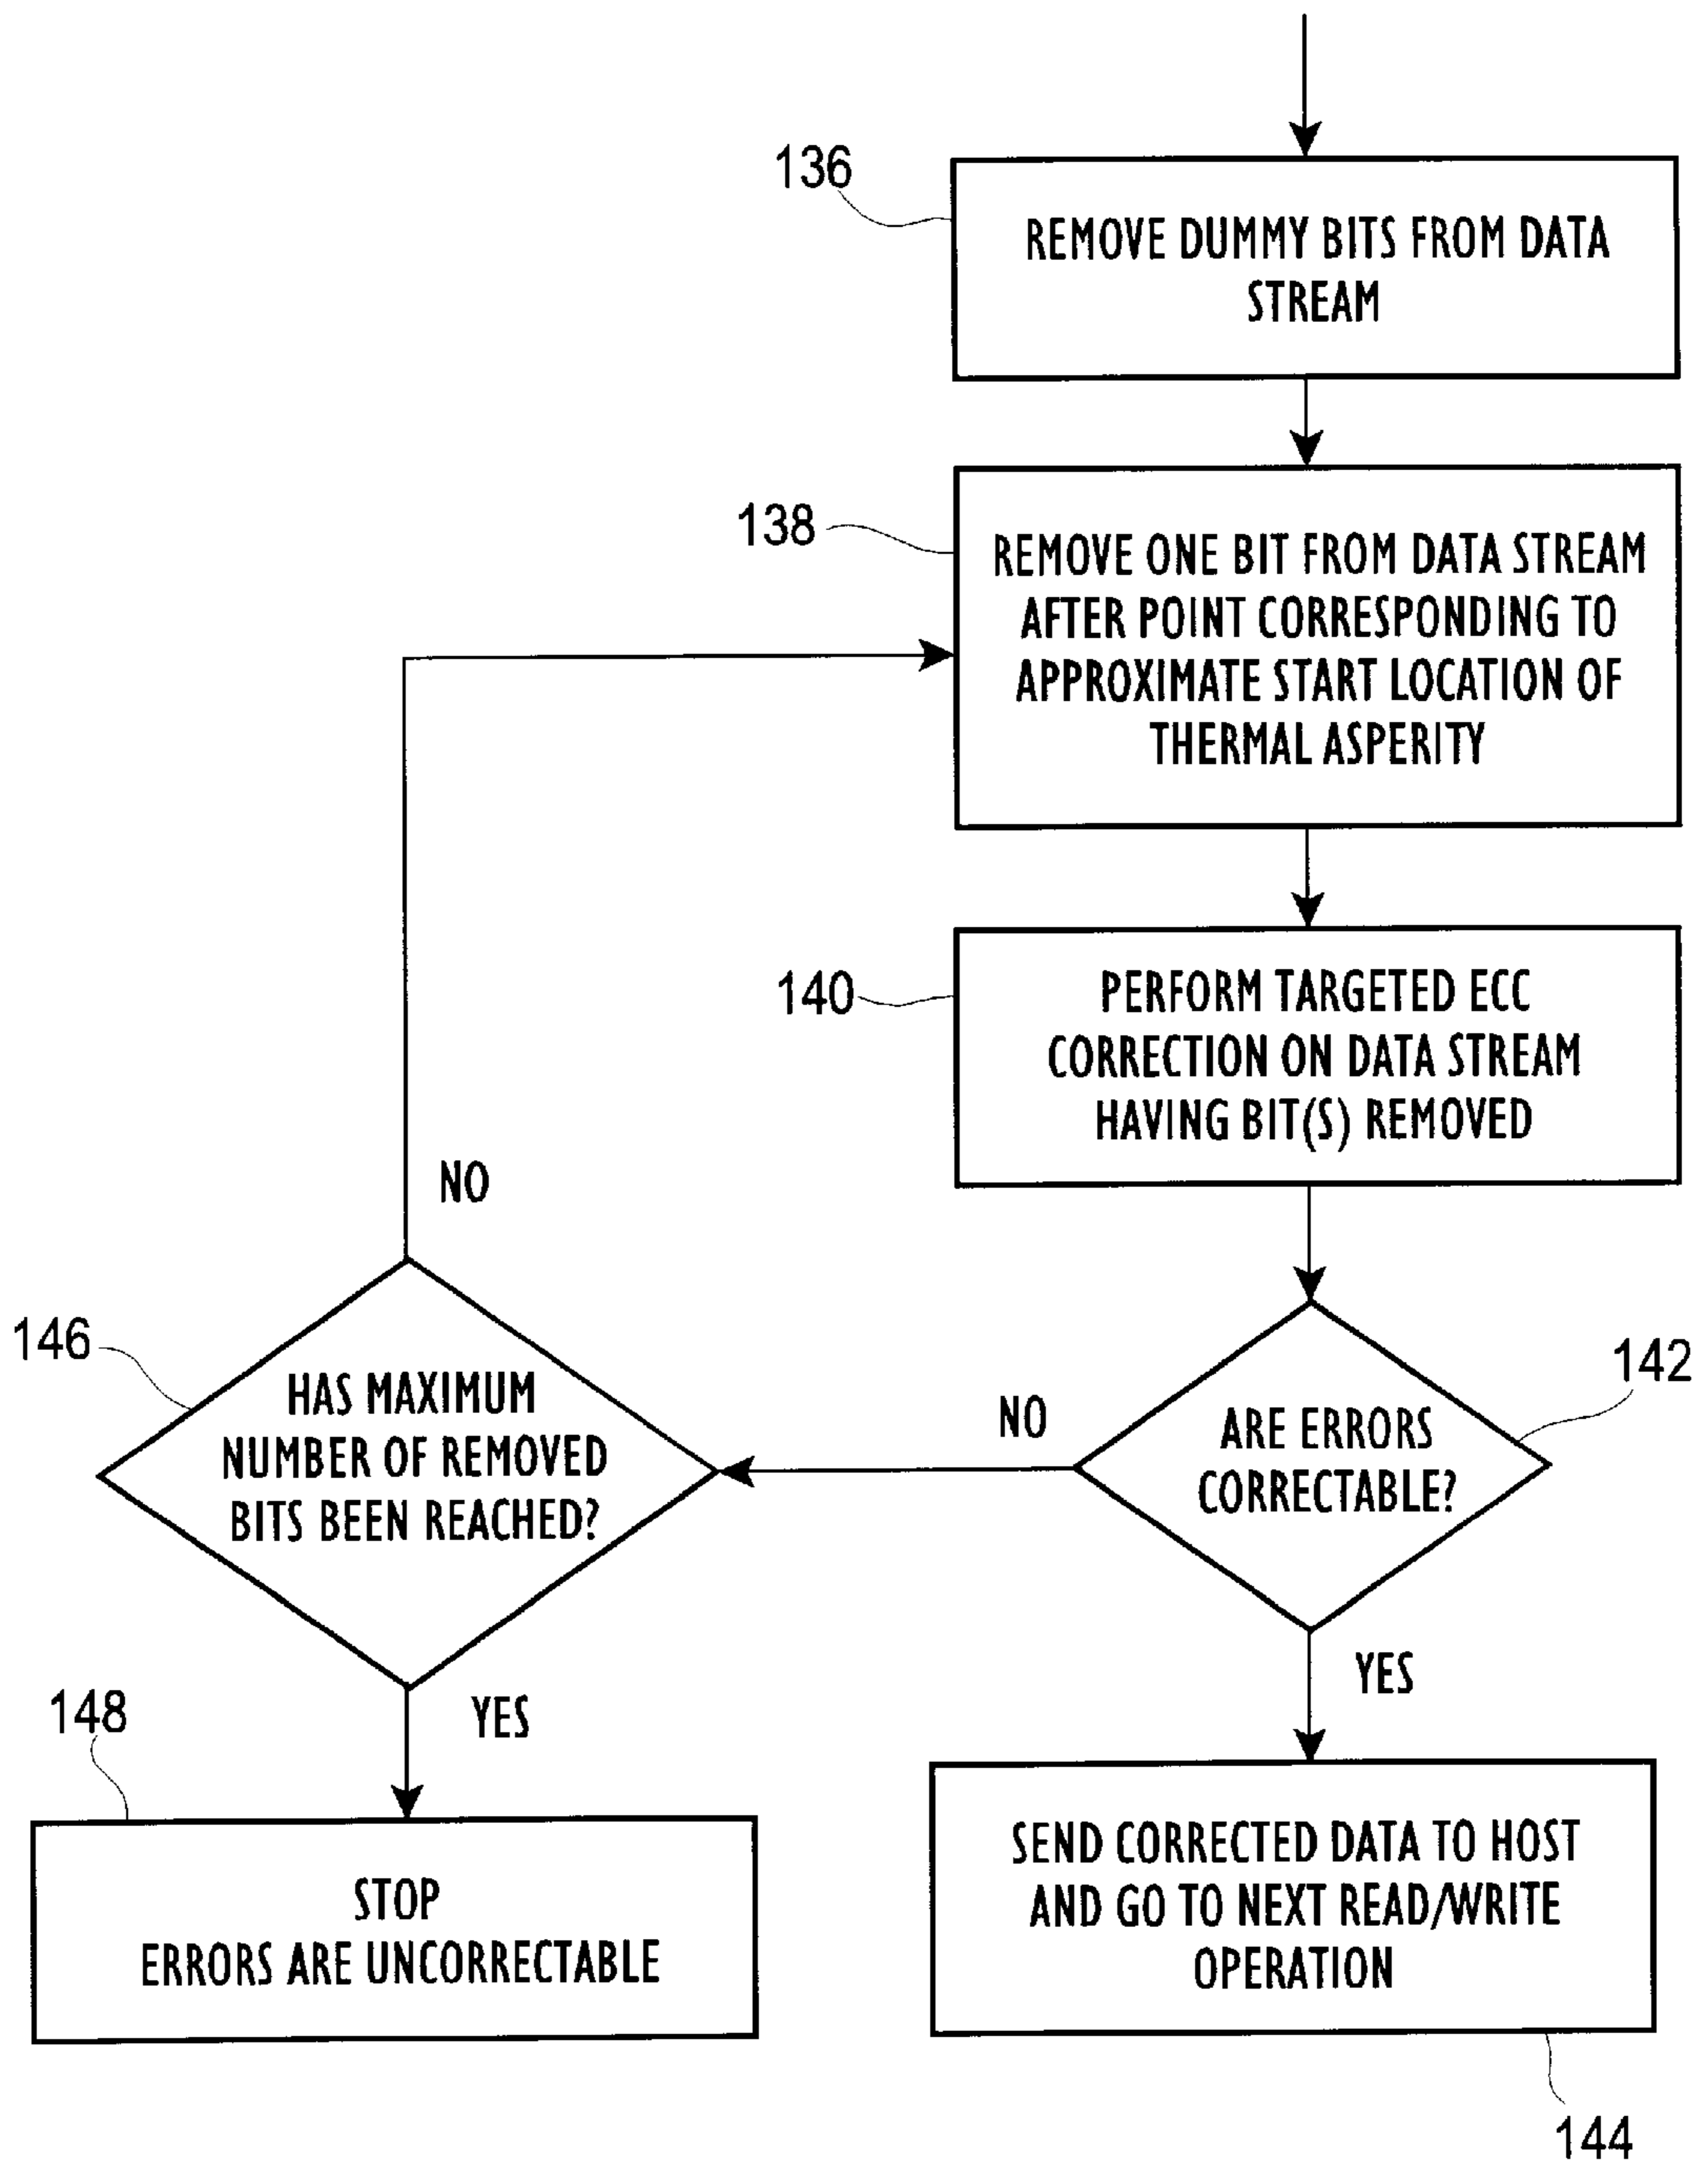 136
REMOVE DUMMY BITS FROM DATA
STREAM
138
REMOVE ONE BIT FROM DATA STREAM
AFTER POINT CORRESPONDING TO
APPROXIMATE START LOCATION OF
THERMAL ASPERITY
140
PERFORM TARGETED ECC
CORRECTION ON DATA STREAM
HAVING BIT(S) REMOVED
NO
146
HAS MAXIMUM
NUMBER OF REMOVED
BITS BEEN REACHED?
NO
142
ARE ERRORS
CORRECTABLE?
YES
YES
148
STOP
ERRORS ARE UNCORRECTABLE
SEND CORRECTED DATA TO HOST
AND GO TO NEXT READ/WRITE
OPERATION
144